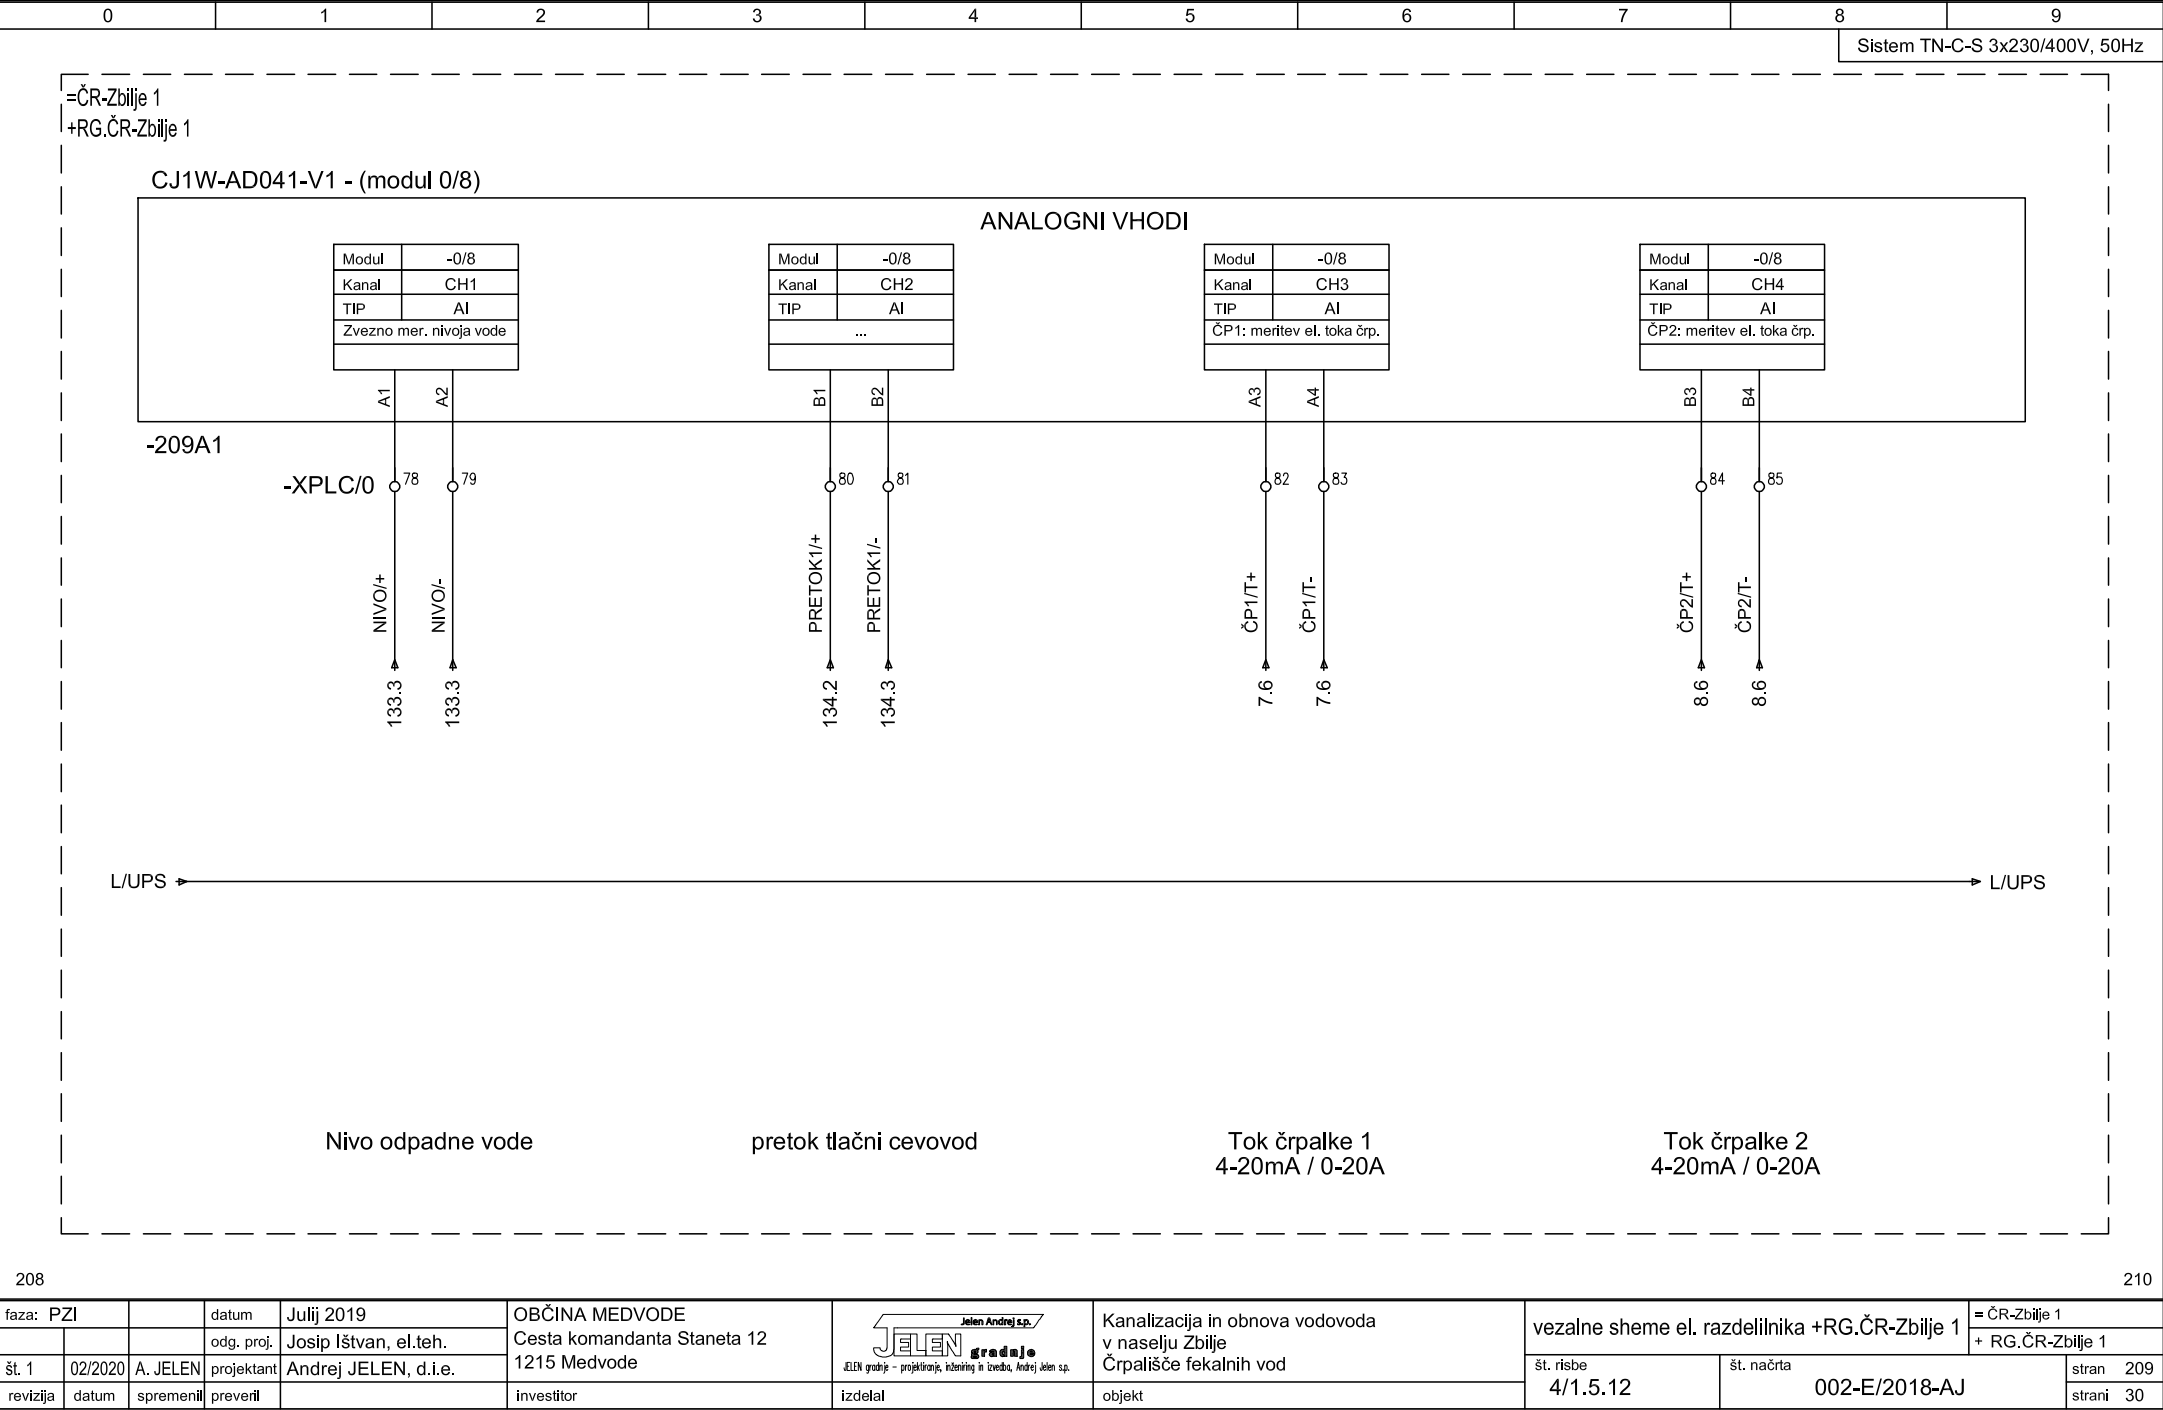 0 1 2 3 4 5 6 7 8 9
Sistem TN-C-S 3x230/400V, 50Hz
=ČR-Zbilje 1
+RG.ČR-Zbilje 1
CJ1W-AD041-V1 - (modul 0/8)
ANALOGNI VHODI
Modul -0/8
Kanal CH1
TIP AI
Zvezno mer. nivoja vode
Modul -0/8
Kanal CH2
TIP AI
...
Modul -0/8
Kanal CH3
TIP AI
ČP1: meritev el. toka črp.
Modul -0/8
Kanal CH4
TIP AI
ČP2: meritev el. toka črp.
A1 A2 B1 B2 A3 A4 B3 B4
-209A1
-XPLC/0 78 79 80 81 82 83 84 85
NIVO/+ NIVO/- PRETOK1/+ PRETOK1/- ČP1/T+ ČP1/T- ČP2/T+ ČP2/T-
133.3 133.3 134.2 134.3 7.6 7.6 8.6 8.6
L/UPS L/UPS
Nivo odpadne vode
pretok tlačni cevovod
Tok črpalke 1
4-20mA / 0-20A
Tok črpalke 2
4-20mA / 0-20A
208 210
faza: PZI
datum Julij 2019
odg. proj. Josip Ištvan, el.teh.
št. 1 02/2020 A. JELEN projektant Andrej JELEN, d.i.e.
revizija datum spremenil preveril
OBČINA MEDVODE
Cesta komandanta Staneta 12
1215 Medvode
investitor
Jelen Andrej s.p.
JELEN gradnje
JELEN gradnje – projektiranje, inženiring in izvedba, Andrej Jelen s.p.
izdelal
Kanalizacija in obnova vodovoda
v naselju Zbilje
Črpališče fekalnih vod
objekt
vezalne sheme el. razdelilnika +RG.ČR-Zbilje 1
= ČR-Zbilje 1
+ RG.ČR-Zbilje 1
št. risbe
4/1.5.12
št. načrta
002-E/2018-AJ
stran 209
strani 30